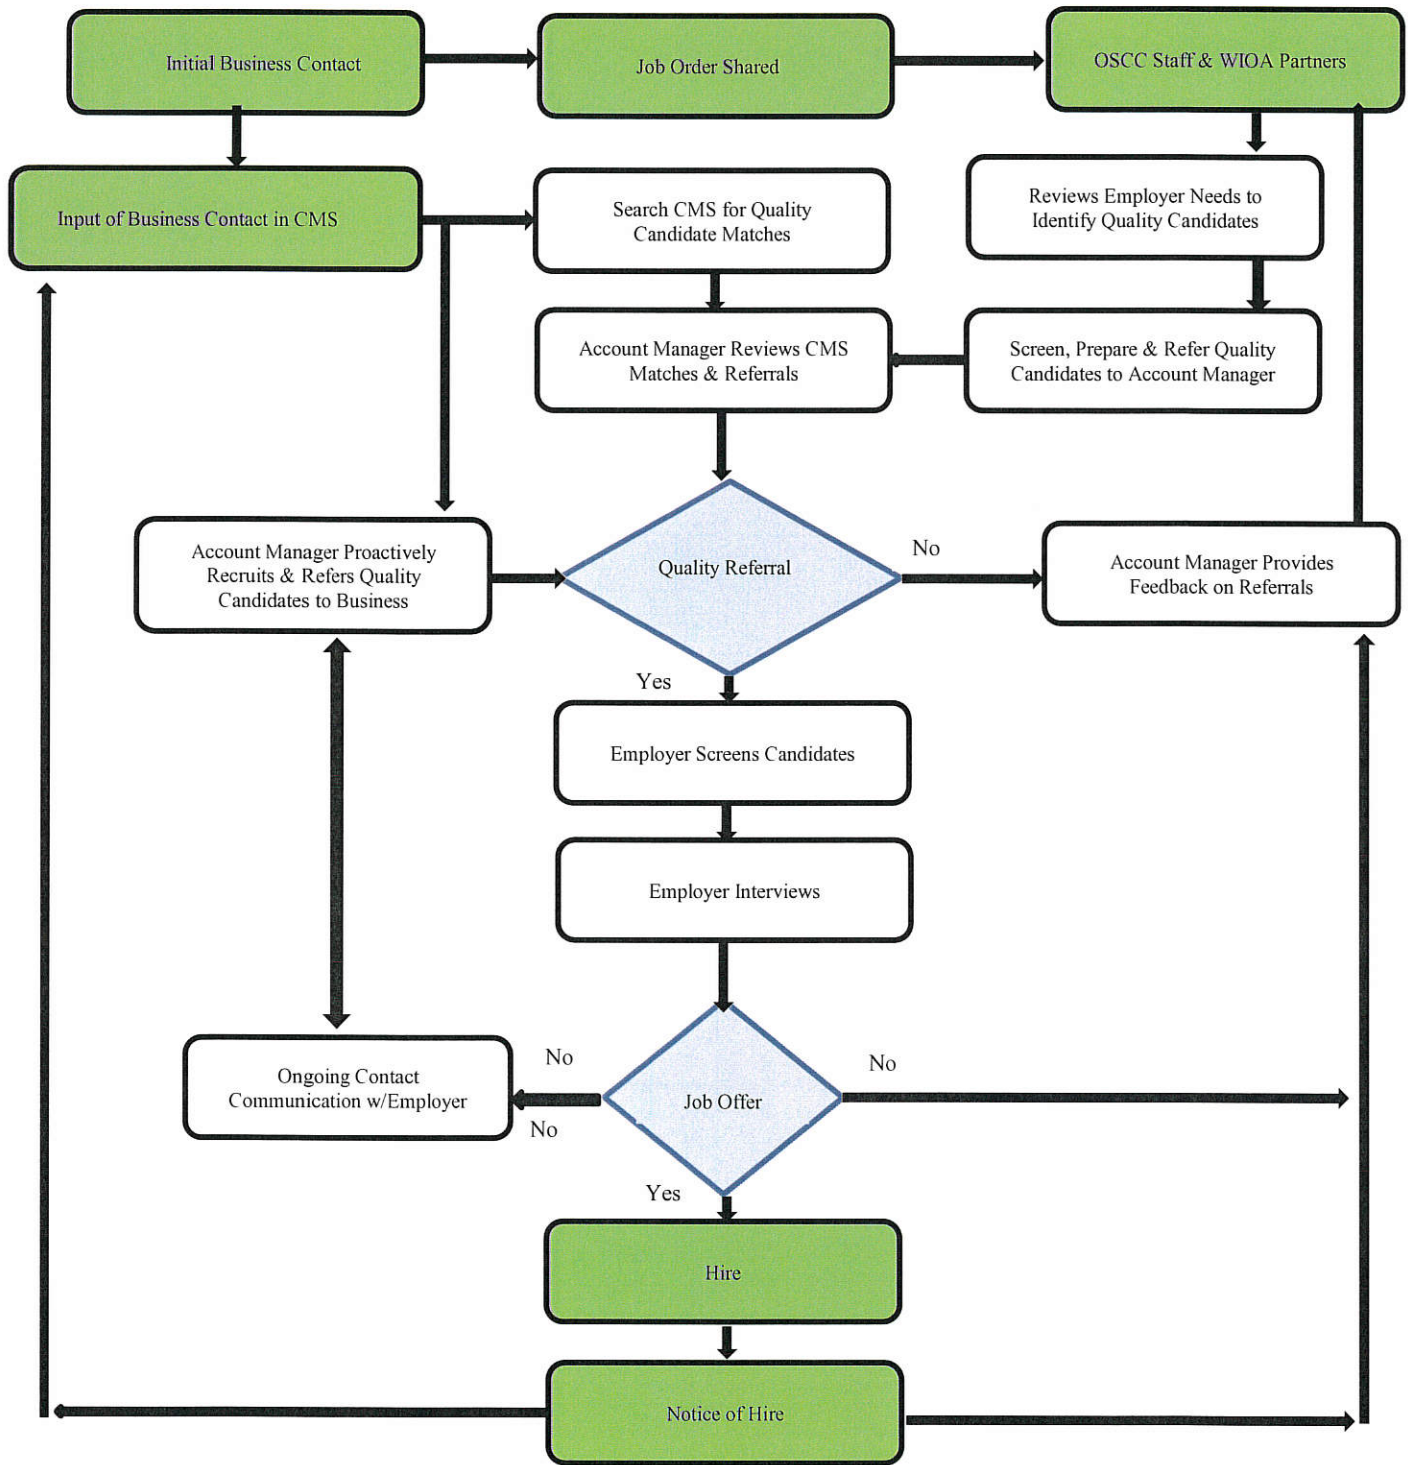 Initial Business Contact
Job Order Shared
OSCC Staff & WIOA Partners
Input of Business Contact in CMS
Search CMS for Quality
Candidate Matches
Reviews Employer Needs to
Identify Quality Candidates
Account Manager Reviews CMS
Matches & Referrals
Screen, Prepare & Refer Quality
Candidates to Account Manager
Account Manager Proactively
Recruits & Refers Quality
Candidates to Business
Quality Referral
No
Account Manager Provides
Feedback on Referrals
Yes
Employer Screens Candidates
Employer Interviews
Ongoing Contact
Communication w/Employer
No
No
Job Offer
No
Yes
Hire
Notice of Hire